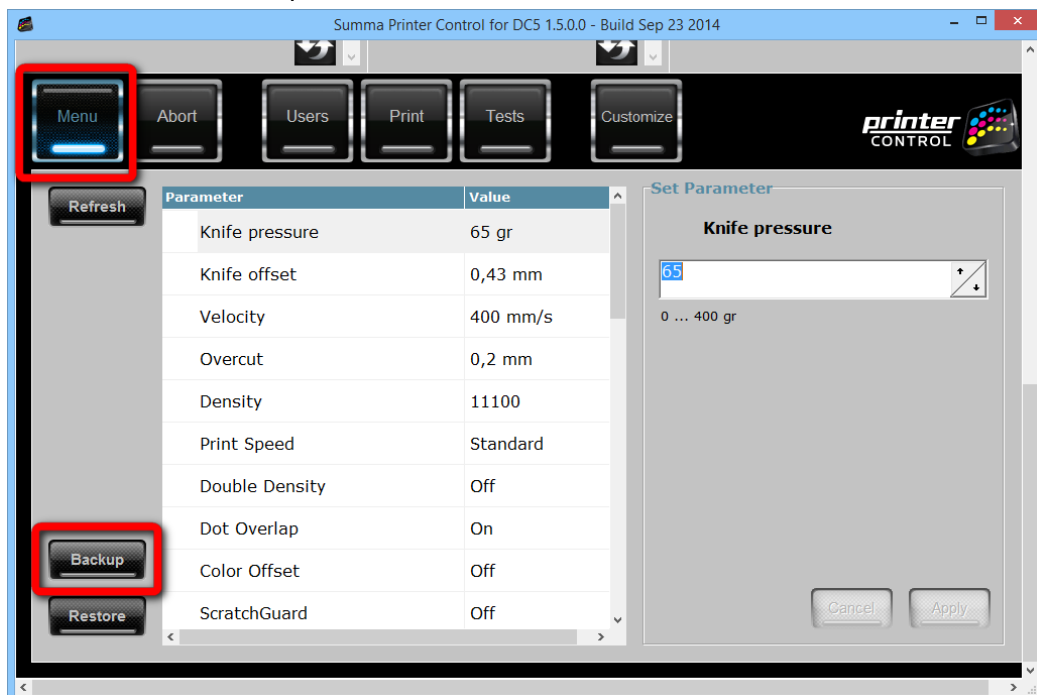 Summa Printer Control for DC5 1.5.0.0 - Build Sep 23 2014
Menu Abort Users Print Tests Customize
printer
CONTROL
Refresh
Parameter Value
Knife pressure 65 gr
Knife offset 0,43 mm
Velocity 400 mm/s
Overcut 0,2 mm
Density 11100
Print Speed Standard
Double Density Off
Dot Overlap On
Color Offset Off
ScratchGuard Off
Backup
Restore
Set Parameter
Knife pressure
65
0 ... 400 gr
Cancel Apply